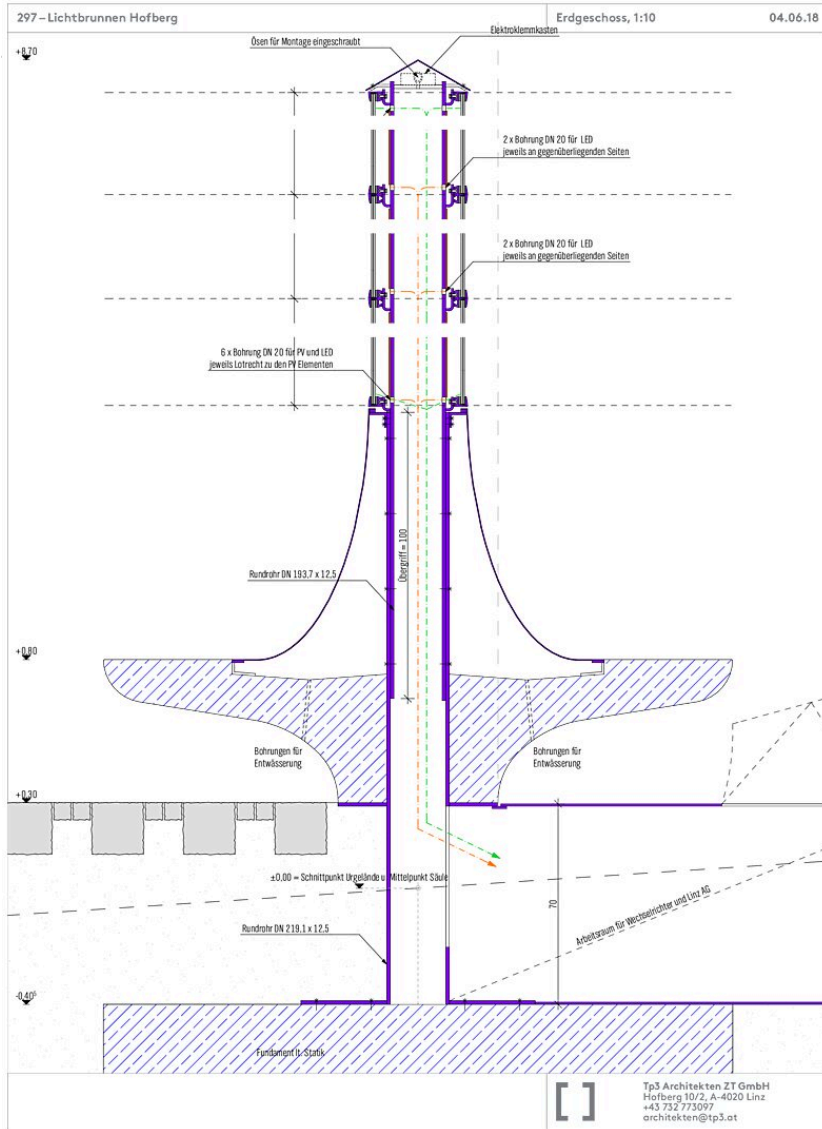 297 – Lichtbrunnen Hofberg
Erdgeschoss, 1:10
04.06.18
+8,70
Ösen für Montage eingeschraubt
Elektroklemmkasten
2 x Bohrung DN 20 für LED
jeweils an gegenüberliegenden Seiten
2 x Bohrung DN 20 für LED
jeweils an gegenüberliegenden Seiten
6 x Bohrung DN 20 für PV und LED
jeweils Lotrecht zu den PV Elementen
Übergriff = 100
Rundrohr DN 193,7 x 12,5
+0,80
Bohrungen für
Entwässerung
Bohrungen für
Entwässerung
+0,30
±0,00 = Schnittpunkt Urgelände u. Mittelpunkt Säule
70
Arbeitsraum für Wechselrichter und Linz AG
Rundrohr DN 219,1 x 12,5
-0,40⁵
Fundament lt. Statik
[ ]
Tp3 Architekten ZT GmbH
Hofberg 10/2, A-4020 Linz
+43 732 773097
architekten@tp3.at